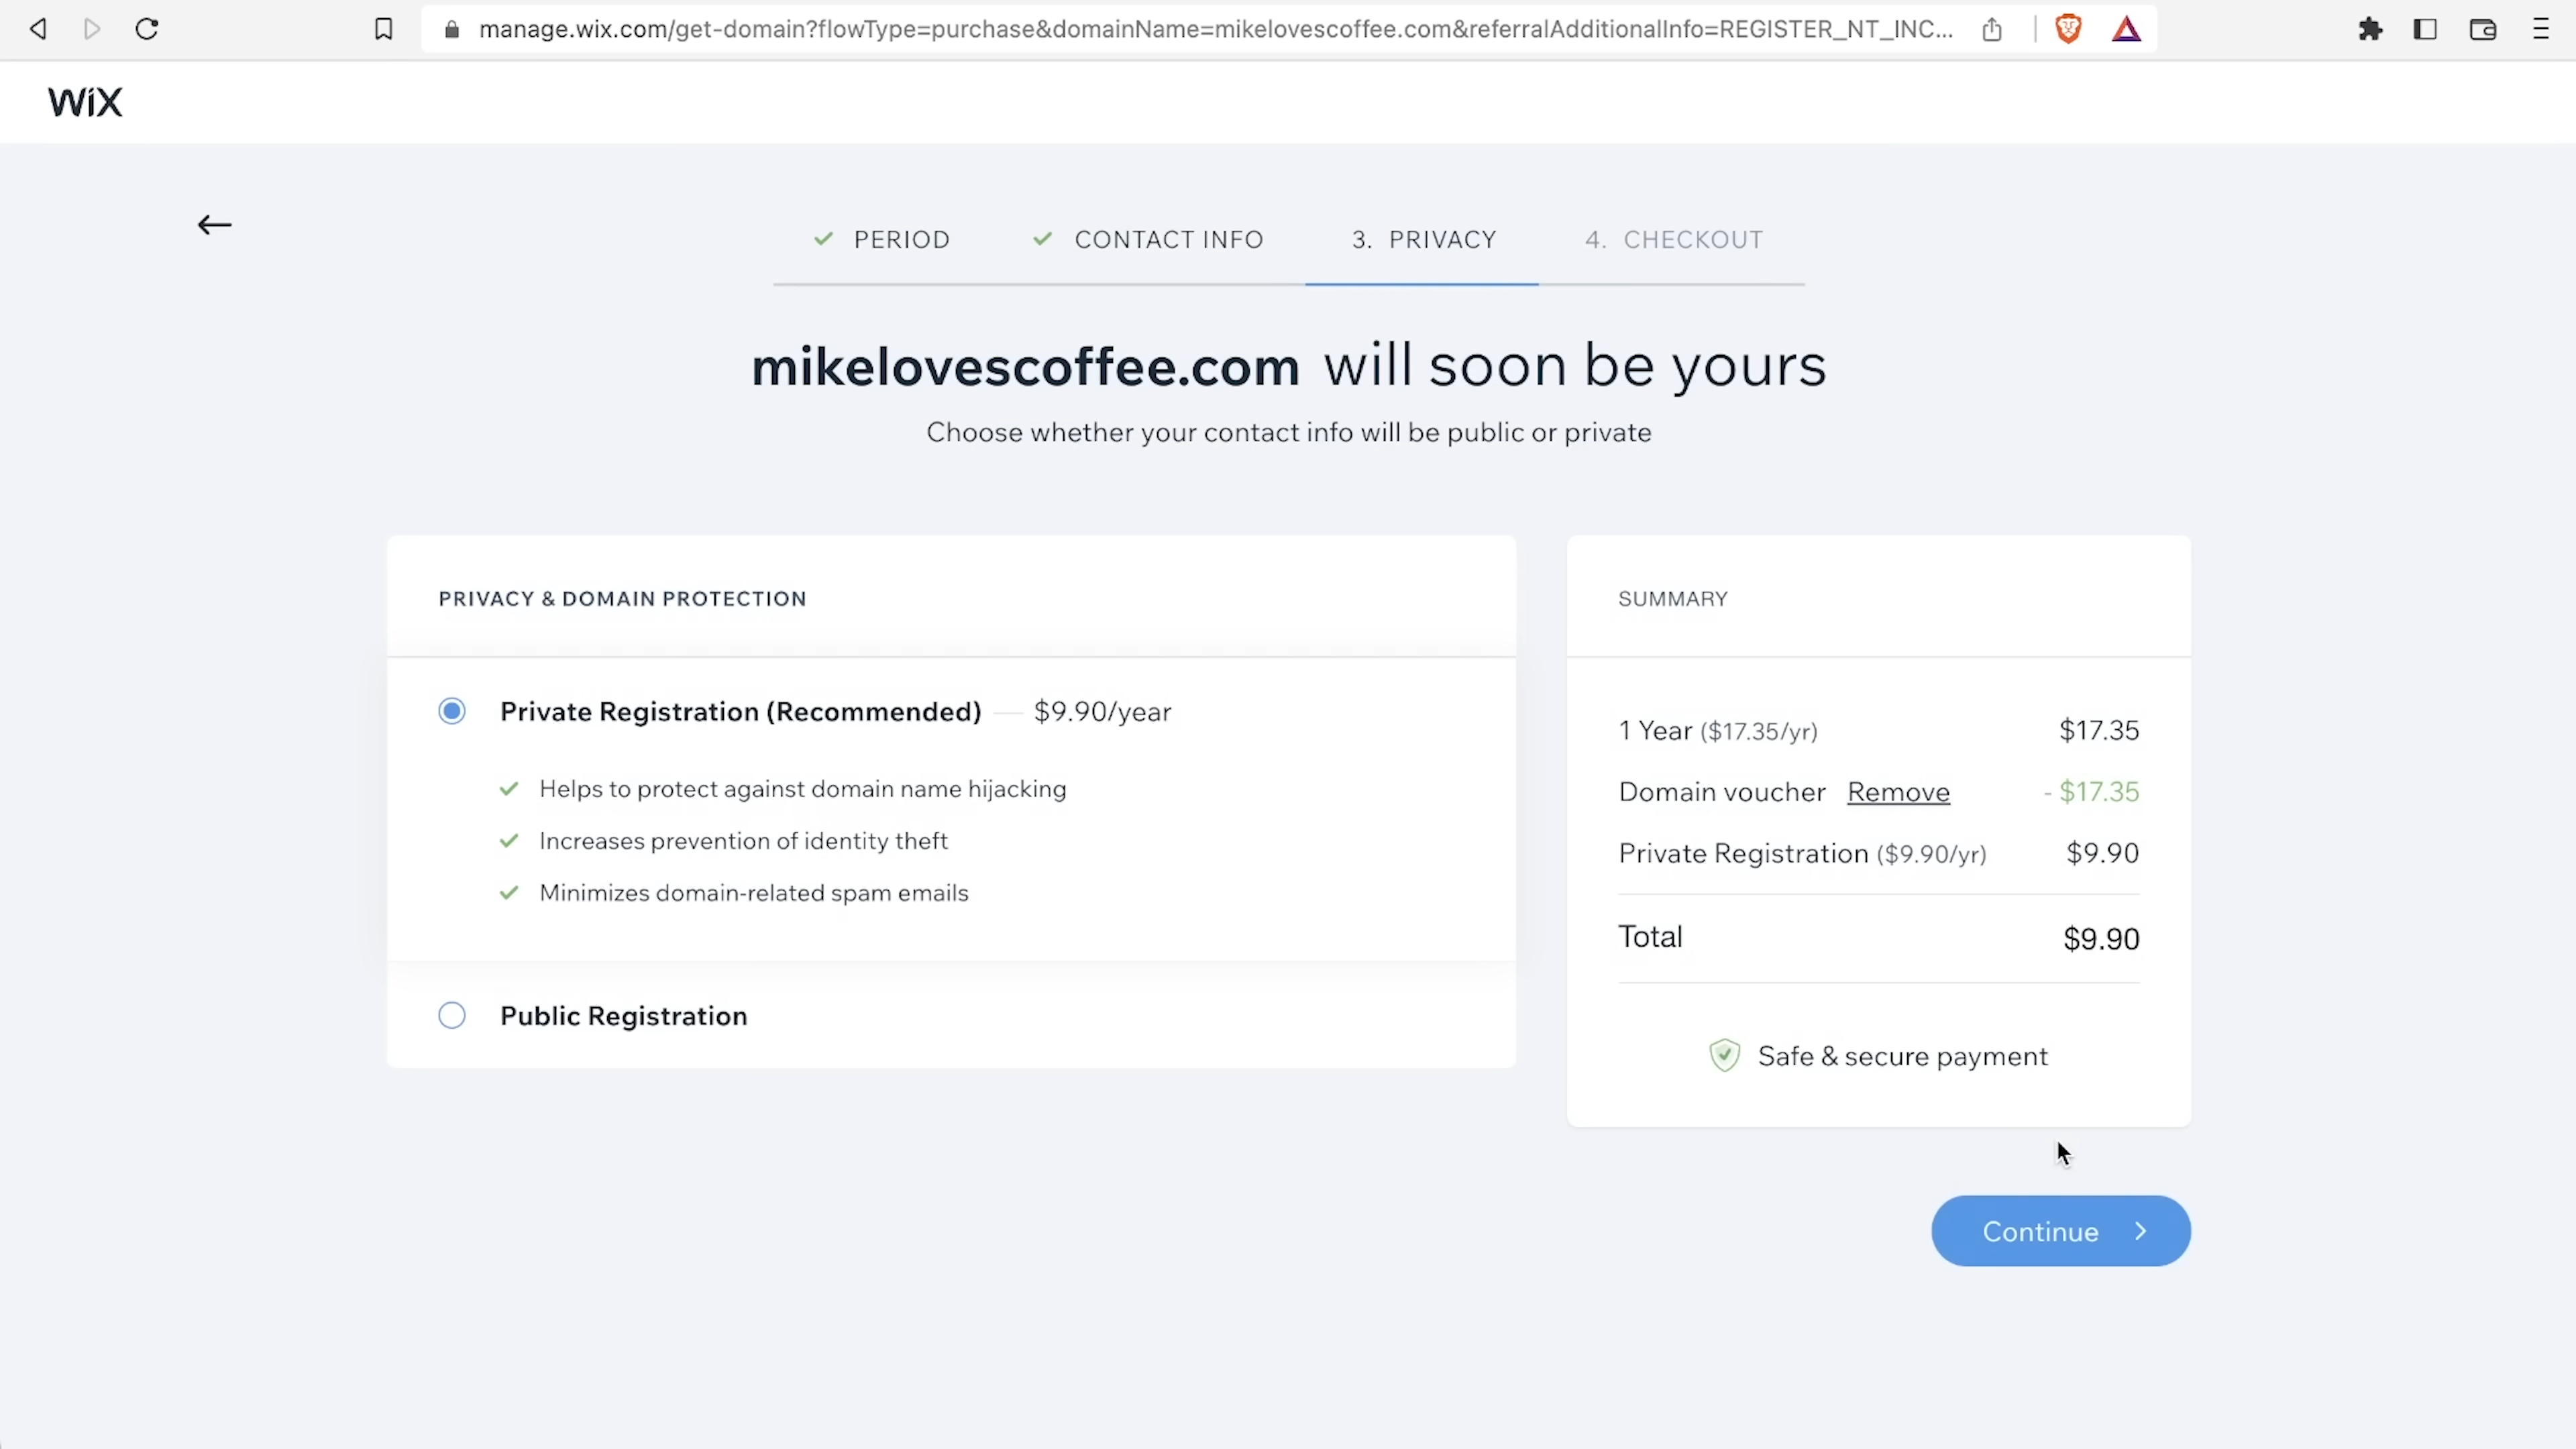 manage.wix.com/get-domain?flowType=purchase&domainName=mikelovescoffee.com&referralAdditionalInfo=REGISTER_NT_INC...
WiX
PERIOD
CONTACT INFO
3. PRIVACY
4. CHECKOUT
mikelovescoffee.com will soon be yours
Choose whether your contact info will be public or private
PRIVACY & DOMAIN PROTECTION
Private Registration (Recommended) — $9.90/year
Helps to protect against domain name hijacking
Increases prevention of identity theft
Minimizes domain-related spam emails
Public Registration
SUMMARY
1 Year ($17.35/yr) $17.35
Domain voucher Remove - $17.35
Private Registration ($9.90/yr) $9.90
Total $9.90
Safe & secure payment
Continue